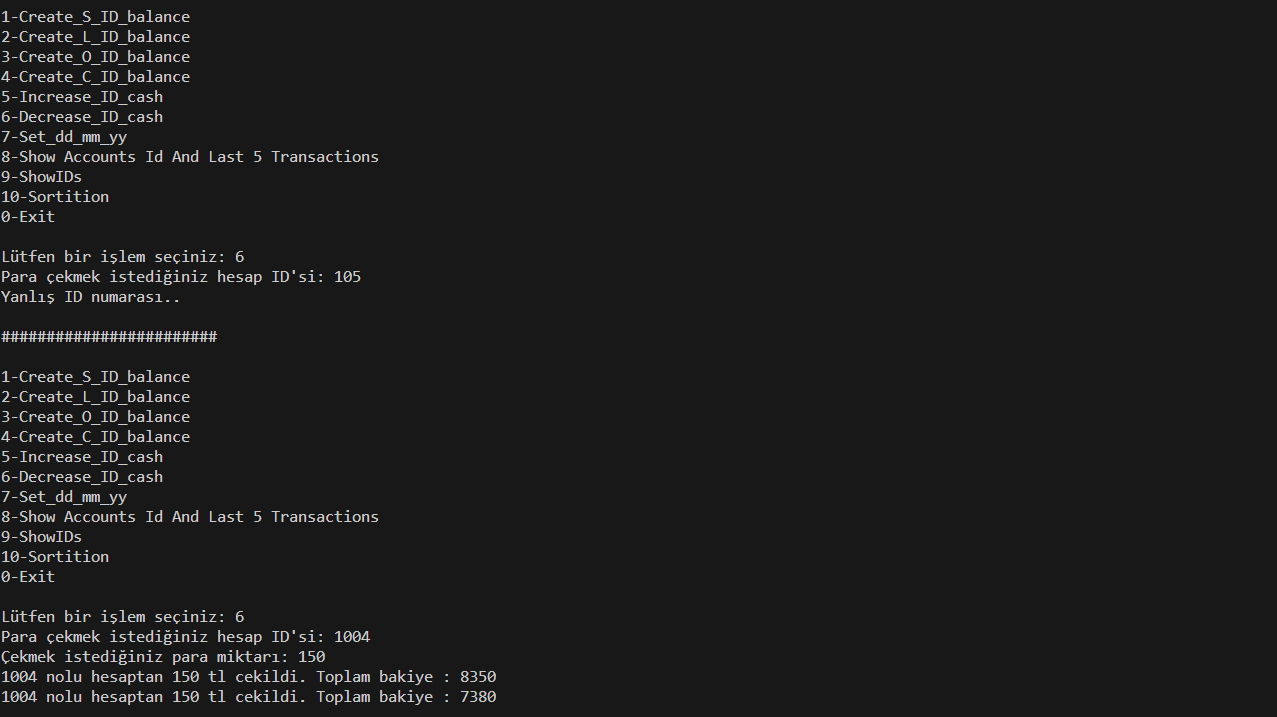 1-Create_S_ID_balance
2-Create_L_ID_balance
3-Create_O_ID_balance
4-Create_C_ID_balance
5-Increase_ID_cash
6-Decrease_ID_cash
7-Set_dd_mm_yy
8-Show Accounts Id And Last 5 Transactions
9-ShowIDs
10-Sortition
0-Exit
Lütfen bir işlem seçiniz: 6
Para çekmek istediğiniz hesap ID'si: 105
Yanlış ID numarası..
########################
1-Create_S_ID_balance
2-Create_L_ID_balance
3-Create_O_ID_balance
4-Create_C_ID_balance
5-Increase_ID_cash
6-Decrease_ID_cash
7-Set_dd_mm_yy
8-Show Accounts Id And Last 5 Transactions
9-ShowIDs
10-Sortition
0-Exit
Lütfen bir işlem seçiniz: 6
Para çekmek istediğiniz hesap ID'si: 1004
Çekmek istediğiniz para miktarı: 150
1004 nolu hesaptan 150 tl cekildi. Toplam bakiye : 8350
1004 nolu hesaptan 150 tl cekildi. Toplam bakiye : 7380